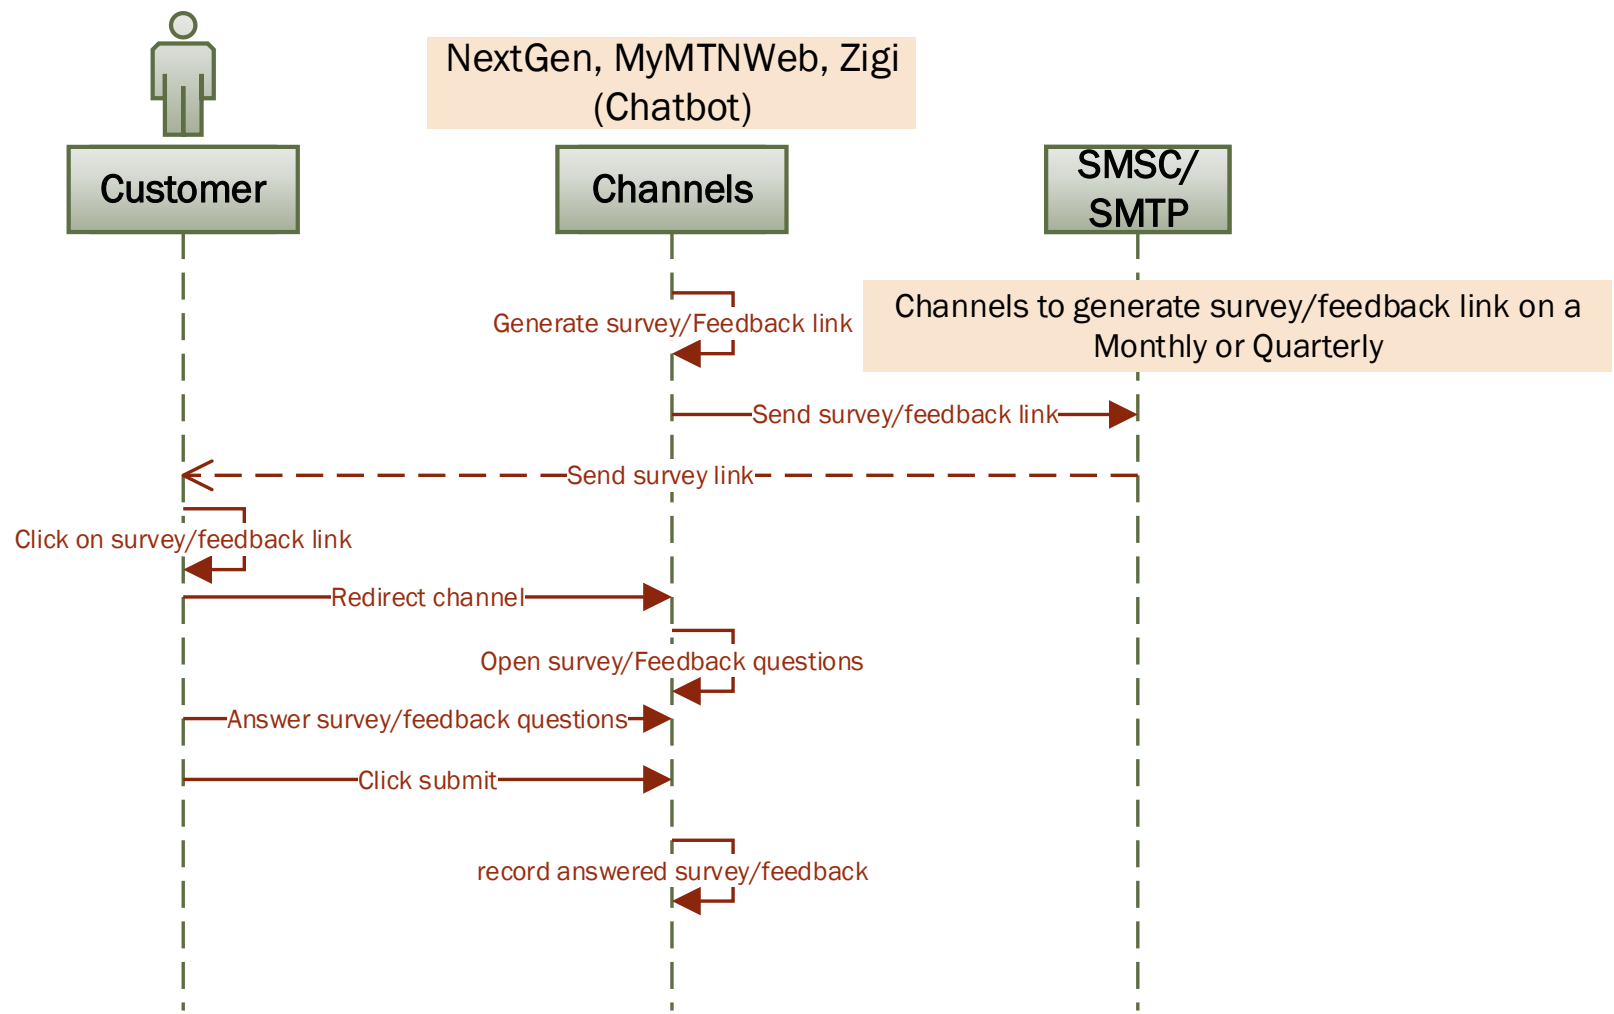 NextGen, MyMTNWeb, Zigi
(Chatbot)
Customer
Channels
SMSC/
SMTP
Generate survey/Feedback link
Channels to generate survey/feedback link on a
Monthly or Quarterly
Send survey/feedback link
Send survey link
Click on survey/feedback link
Redirect channel
Open survey/Feedback questions
Answer survey/feedback questions
Click submit
record answered survey/feedback